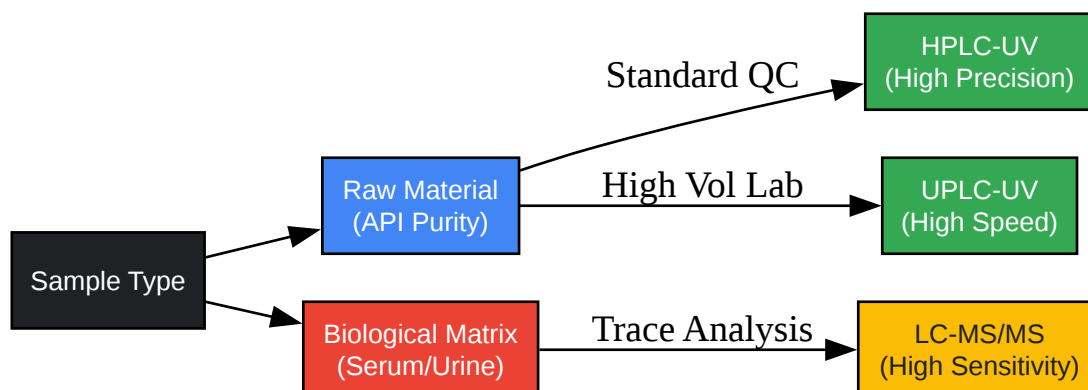 Sample Type
Raw Material
(API Purity)
Biological Matrix
(Serum/Urine)
Standard QC
High Vol Lab
Trace Analysis
HPLC-UV
(High Precision)
UPLC-UV
(High Speed)
LC-MS/MS
(High Sensitivity)